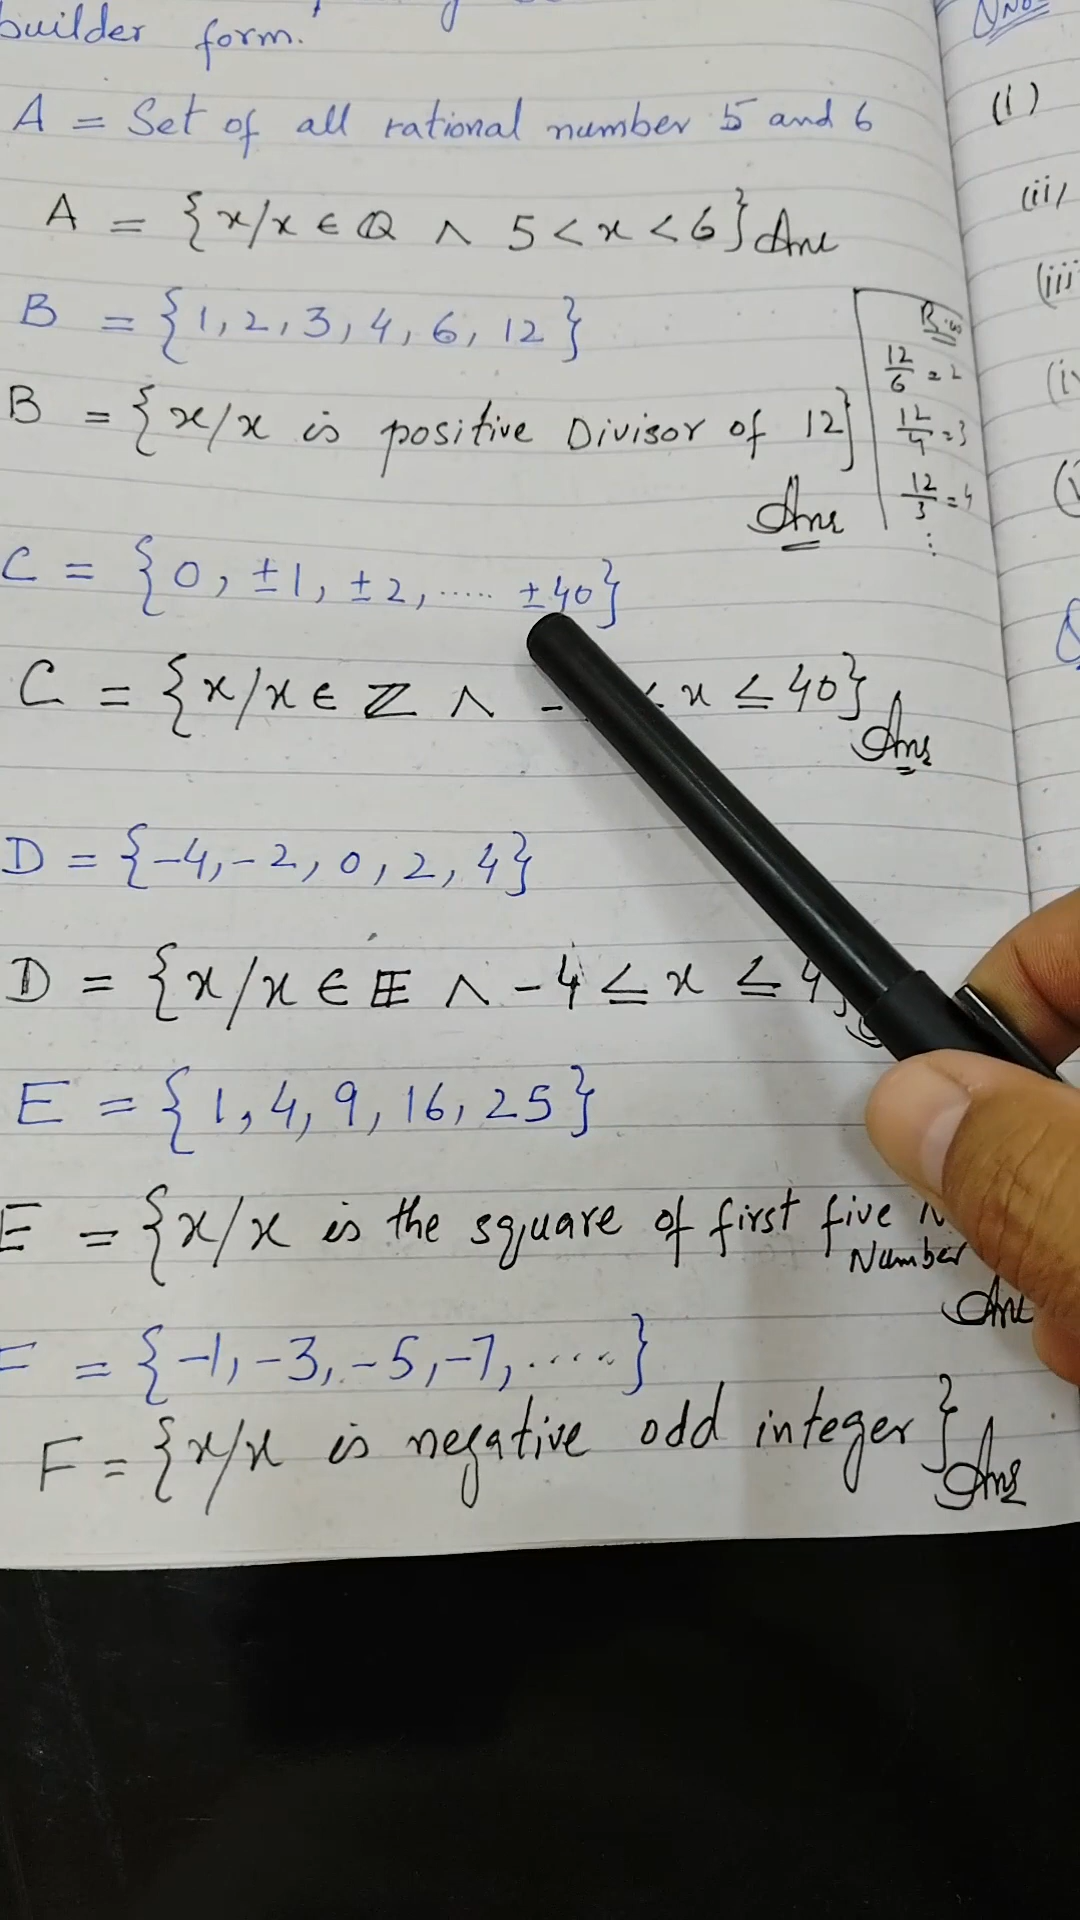 builder form.
A = Set of all rational number 5 and 6
A = {x/x ∈ ℚ ∧ 5 < x < 6} Ans
B = {1, 2, 3, 4, 6, 12}
12/6 = 2
B = {x/x is positive Divisor of 12}
12/4 = 3
Ans
12/3 = 4
⋮
C = {0, ±1, ±2, ..... ±40}
C = {x/x ∈ ℤ ∧ - < x ≤ 40}
Ans
D = {-4, -2, 0, 2, 4}
D = {x/x ∈ 𝔼 ∧ -4 ≤ x ≤ 4}
E = {1, 4, 9, 16, 25}
E = {x/x is the square of first five
Number
Ans
= {-1, -3, -5, -7, .....}
F = {x/x is negative odd integer}
Ans
(i)
(ii)
(iii
(iv